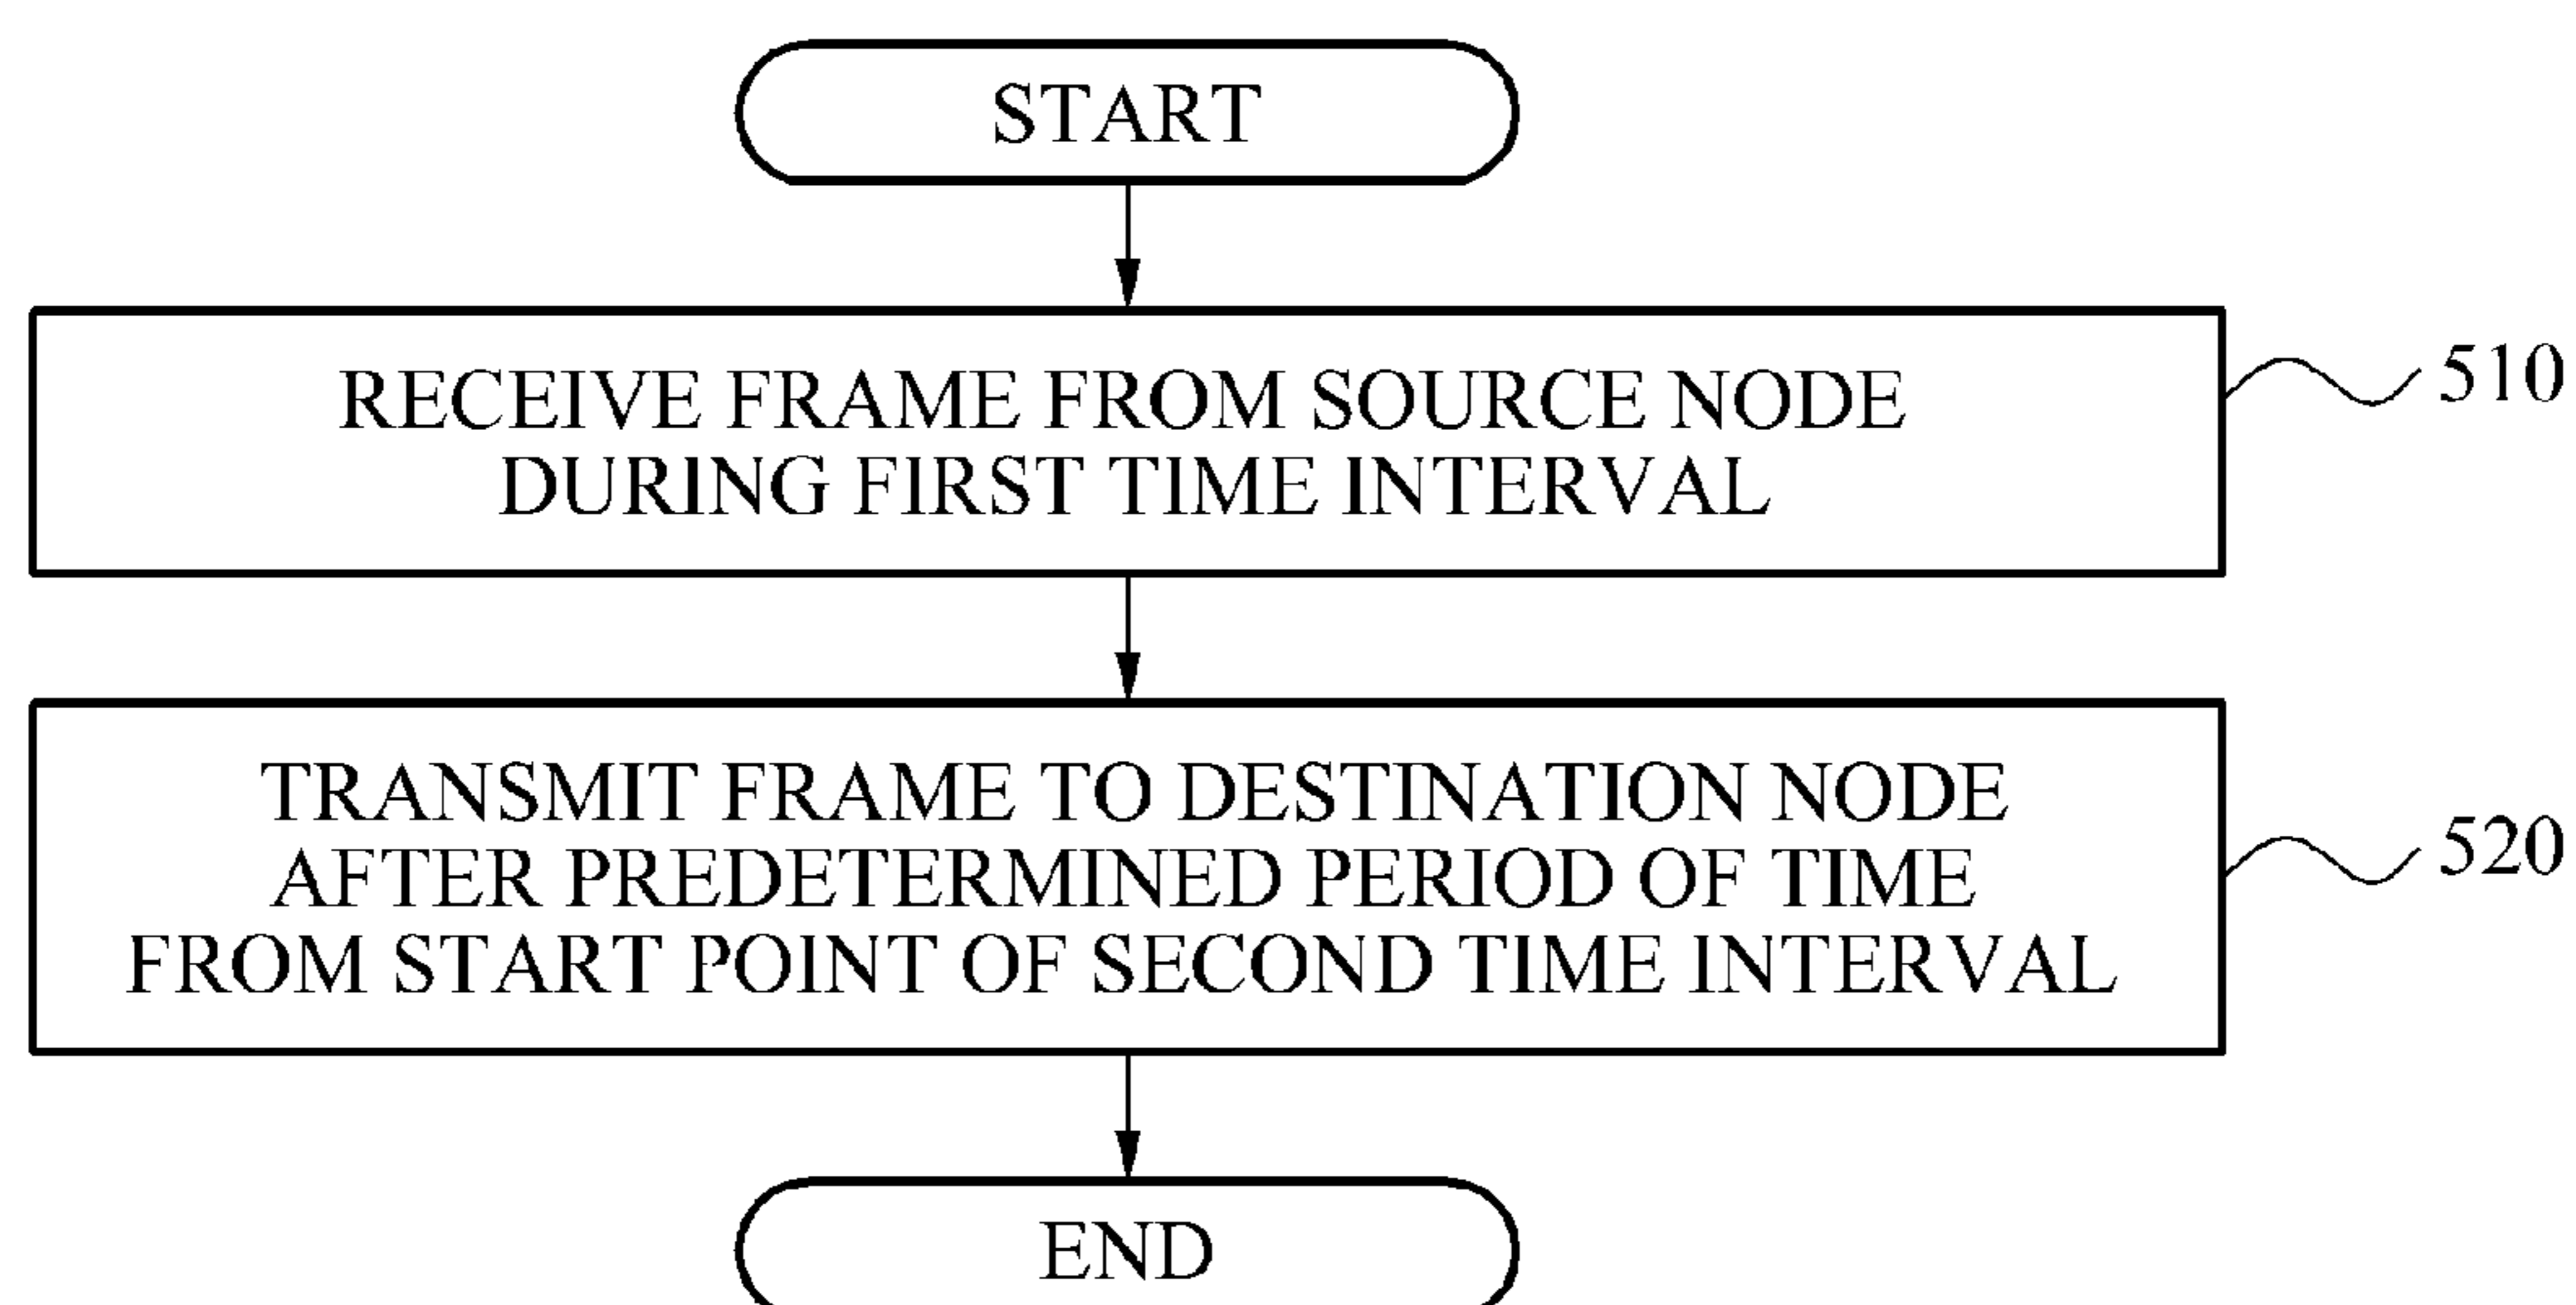 START
RECEIVE FRAME FROM SOURCE NODE
DURING FIRST TIME INTERVAL
510
TRANSMIT FRAME TO DESTINATION NODE
AFTER PREDETERMINED PERIOD OF TIME
FROM START POINT OF SECOND TIME INTERVAL
520
END